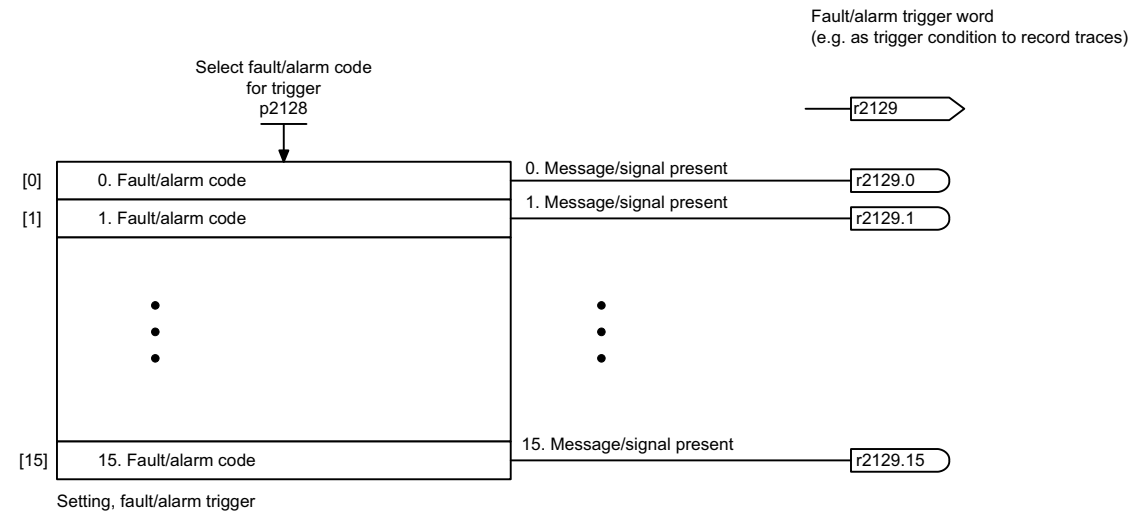 Fault/alarm trigger word
(e.g. as trigger condition to record traces)
Select fault/alarm code
for trigger
p2128
r2129
[0] 0. Fault/alarm code 0. Message/signal present r2129.0
[1] 1. Fault/alarm code 1. Message/signal present r2129.1
[15] 15. Fault/alarm code 15. Message/signal present r2129.15
Setting, fault/alarm trigger